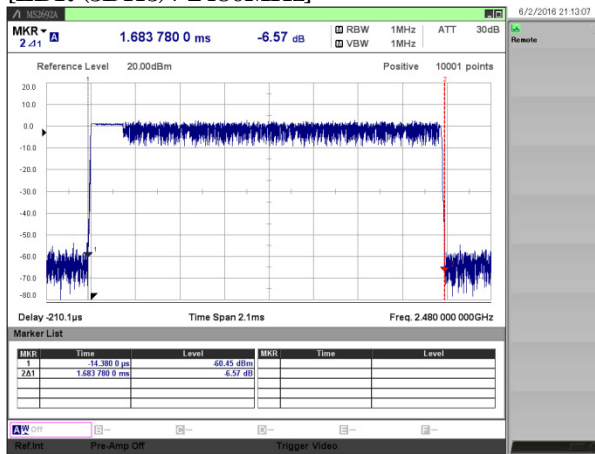 MS2692A
6/2/2016 21:13:07
MKR A 1.683 780 0 ms -6.57 dB RBW 1MHz ATT 30dB
2 Δ1 VBW 1MHz
Remote
Reference Level 20.00dBm Positive 10001 points
1 2
20.0
10.0
0.0
-10.0
-20.0
-30.0
-40.0
-50.0
-60.0
1
-70.0
-80.0
Delay -210.1µs Time Span 2.1ms Freq. 2.480 000 000GHz
Marker List
MKR Time Level MKR Time Level
1 -14.380 0 µs -60.45 dBm
2Δ1 1.683 780 0 ms -6.57 dB
A W Off B -- C -- D -- E -- F --
Ref.Int Pre-Amp Off Trigger Video